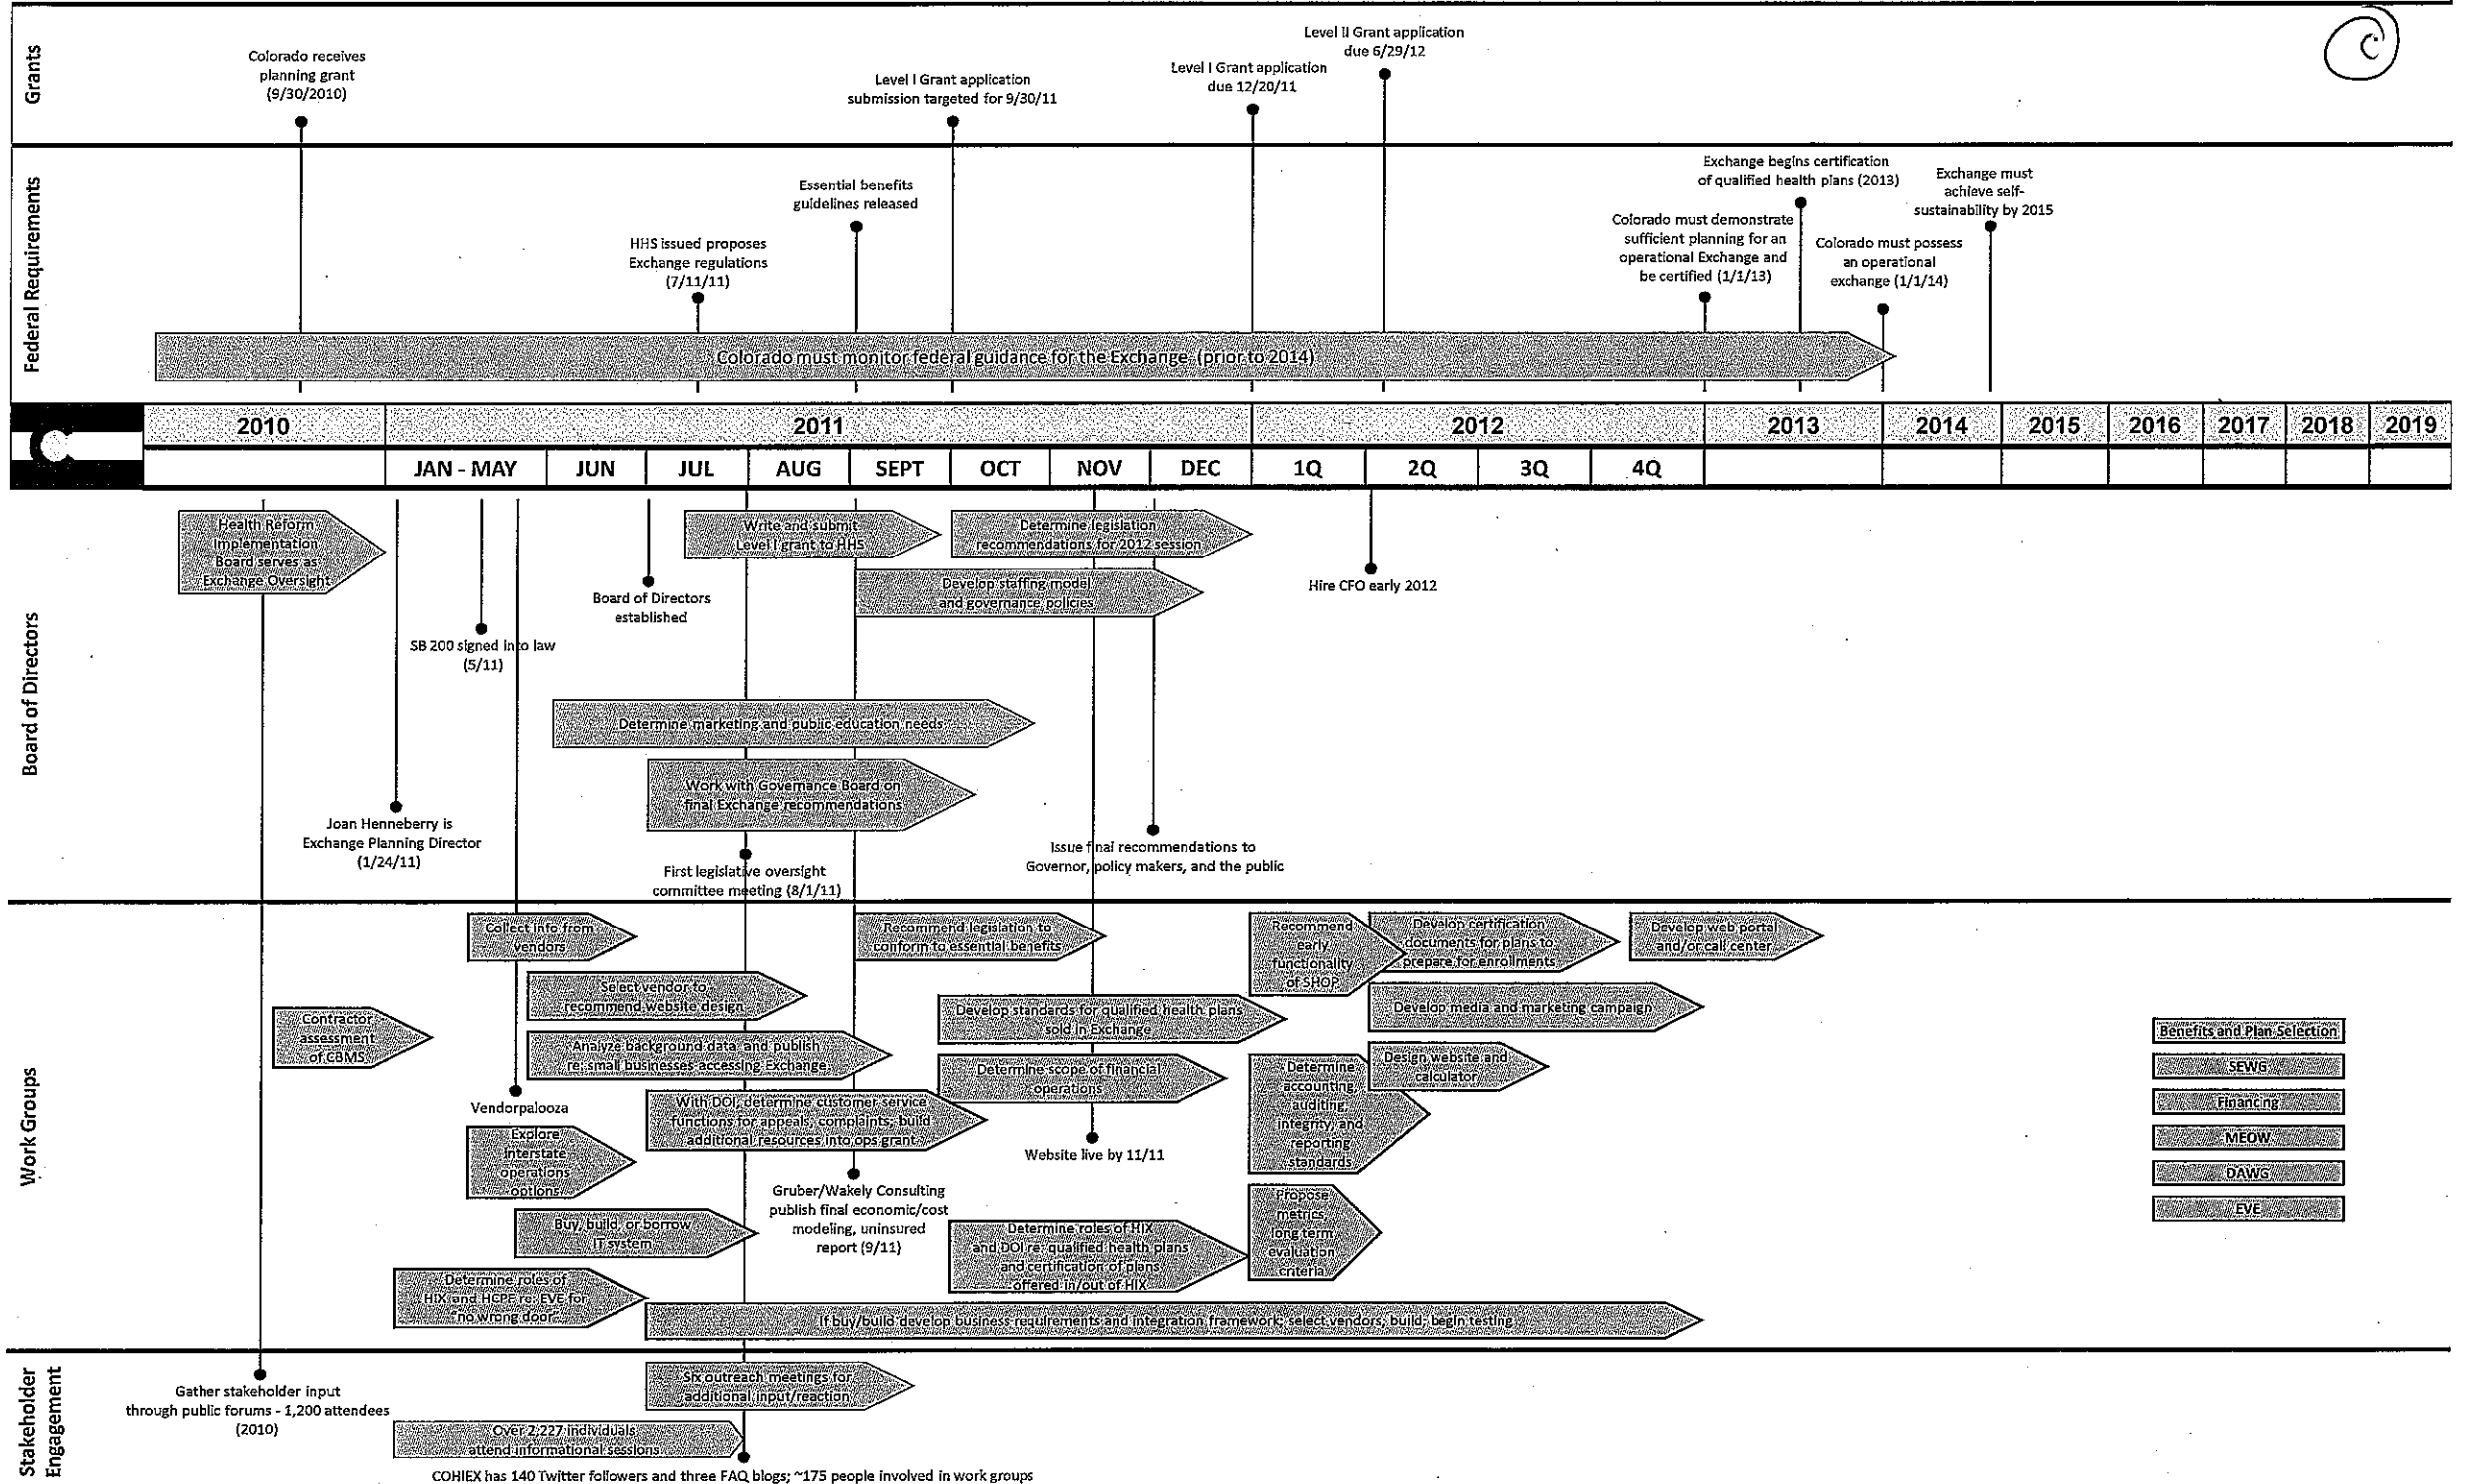 Grants
Colorado receives
planning grant
(9/30/2010)
Level I Grant application
submission targeted for 9/30/11
Level I Grant application
due 12/20/11
Level II Grant application
due 6/29/12
Federal Requirements
HHS issued proposes
Exchange regulations
(7/11/11)
Essential benefits
guidelines released
Colorado must demonstrate
sufficient planning for an
operational Exchange and
be certified (1/1/13)
Exchange begins certification
of qualified health plans (2013)
Colorado must possess
an operational
exchange (1/1/14)
Exchange must
achieve self-
sustainability by 2015
Colorado must monitor federal guidance for the Exchange (prior to 2014)
2010 2011 2012 2013 2014 2015 2016 2017 2018 2019
JAN - MAY JUN JUL AUG SEPT OCT NOV DEC 1Q 2Q 3Q 4Q
Board of Directors
Health Reform
Implementation
Board serves as
Exchange Oversight
Write and submit
Level I grant to HHS
Determine legislation
recommendations for 2012 session
Develop staffing model
and governance policies
Hire CFO early 2012
Board of Directors
established
SB 200 signed into law
(5/11)
Determine marketing and public education needs
Work with Governance Board on
final Exchange recommendations
Joan Henneberry is
Exchange Planning Director
(1/24/11)
First legislative oversight
committee meeting (8/1/11)
Issue final recommendations to
Governor, policy makers, and the public
Work Groups
Collect info from
vendors
Recommend legislation to
conform to essential benefits
Recommend
early
functionality
of SHOP
Develop certification
documents for plans to
prepare for enrollments
Develop web portal
and/or call center
Select vendor to
recommend website design
Contractor
assessment
of CBMS
Develop standards for qualified health plans
sold in Exchange
Develop media and marketing campaign
Analyze background data and publish
re: small businesses accessing Exchange
Determine scope of financial
operations
Determine
accounting,
auditing,
integrity, and
reporting
standards
Design website and
calculator
Vendorpalooza
With DOI, determine customer service
functions for appeals, complaints; build
additional resources into ops grant
Explore
interstate
operations
options
Website live by 11/11
Gruber/Wakely Consulting
publish final economic/cost
modeling, uninsured
report (9/11)
Buy, build, or borrow
IT system
Determine roles of HIX
and DOI re: qualified health plans
and certification of plans
offered in/out of HIX
Propose
metrics,
long term
evaluation
criteria
Determine roles of
HIX and HCPF re: EVE for
"no wrong door"
If buy/build develop business requirements and integration framework; select vendors, build; begin testing
Benefits and Plan Selection
SEWG
Financing
MEOW
DAWG
EVE
Stakeholder
Engagement
Gather stakeholder input
through public forums - 1,200 attendees
(2010)
Six outreach meetings for
additional input/reaction
Over 2,227 individuals
attend informational sessions
COHIEX has 140 Twitter followers and three FAQ blogs; ~175 people involved in work groups